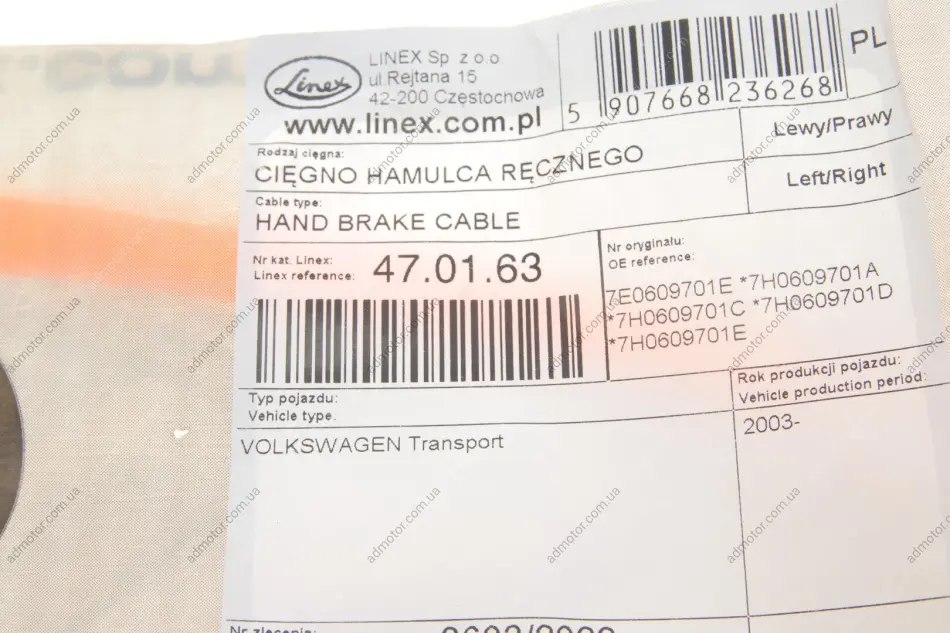 Linex
LINEX Sp. z o.o.
ul.Rejtana 15
42-200 Częstochowa
www.linex.com.pl
5 907668 236268
PL
Rodzaj cięgna:
CIĘGNO HAMULCA RĘCZNEGO
Lewy/Prawy
Cable type:
HAND BRAKE CABLE
Left/Right
Nr kat. Linex:
Linex reference:
47.01.63
Nr oryginału:
OE reference:
7E0609701E *7H0609701A
*7H0609701C *7H0609701D
*7H0609701E
Typ pojazdu:
Vehicle type.
Rok produkcji pojazdu:
Vehicle production period:
VOLKSWAGEN Transport
2003-
Nr zlecenia:
admotor.com.ua